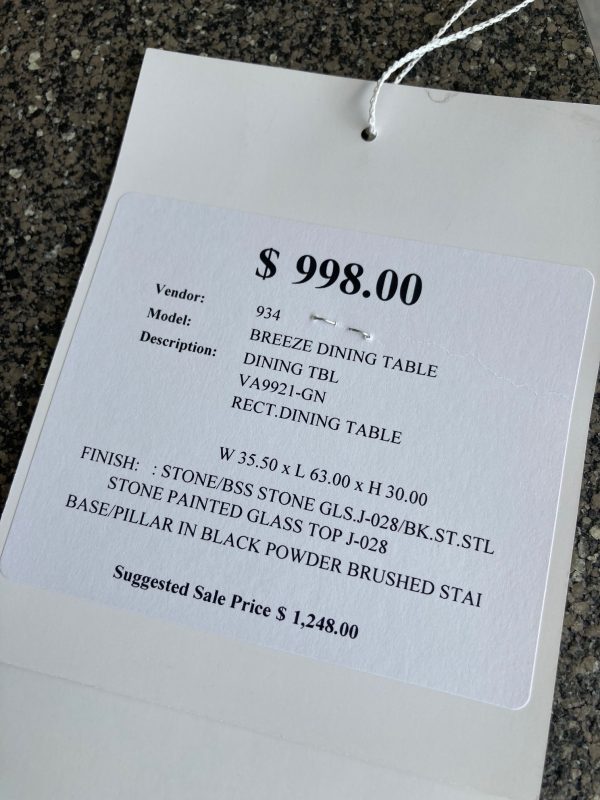 $ 998.00
Vendor: 934
Model: BREEZE DINING TABLE
Description: DINING TBL
VA9921-GN
RECT.DINING TABLE
W 35.50 x L 63.00 x H 30.00
FINISH: : STONE/BSS STONE GLS.J-028/BK.ST.STL
STONE PAINTED GLASS TOP J-028
BASE/PILLAR IN BLACK POWDER BRUSHED STAI
Suggested Sale Price $ 1,248.00